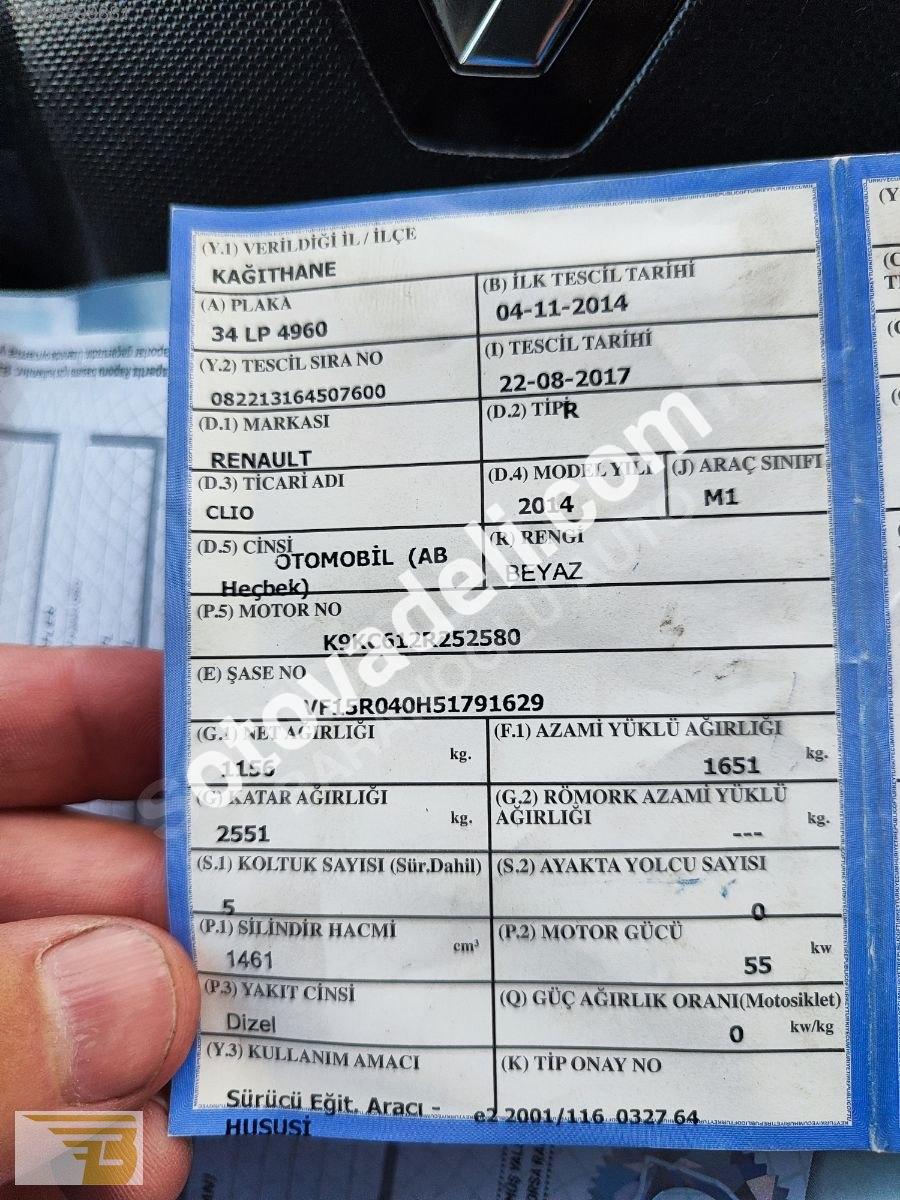 (Y.1) VERİLDİĞİ İL / İLÇE
KAĞITHANE
(A) PLAKA
34 LP 4960
(B) İLK TESCİL TARİHİ
04-11-2014
(Y.2) TESCİL SIRA NO
082213164507600
(I) TESCİL TARİHİ
22-08-2017
(D.1) MARKASI
RENAULT
(D.2) TİPİ
R
(D.3) TİCARİ ADI
CLIO
(D.4) MODEL YILI
2014
(J) ARAÇ SINIFI
M1
(D.5) CİNSİ
OTOMOBİL (AB
Heçbek)
(R) RENGİ
BEYAZ
(P.5) MOTOR NO
K9KC612R252580
(E) ŞASE NO
VF15R040H51791629
(G.1) NET AĞIRLIĞI
1156 kg.
(F.1) AZAMİ YÜKLÜ AĞIRLIĞI
1651 kg.
(G) KATAR AĞIRLIĞI
2551 kg.
(G.2) RÖMORK AZAMİ YÜKLÜ
AĞIRLIĞI
--- kg.
(S.1) KOLTUK SAYISI (Sür.Dahil)
5
(S.2) AYAKTA YOLCU SAYISI
0
(P.1) SİLİNDİR HACMİ
1461 cm³
(P.2) MOTOR GÜCÜ
55 kw
(P.3) YAKIT CİNSİ
Dizel
(Q) GÜÇ AĞIRLIK ORANI(Motosiklet)
0 kw/kg
(Y.3) KULLANIM AMACI
Sürücü Eğit. Aracı -
HUSUSİ
(K) TİP ONAY NO
e2 2001/116 0327 64
sotovadeli.com